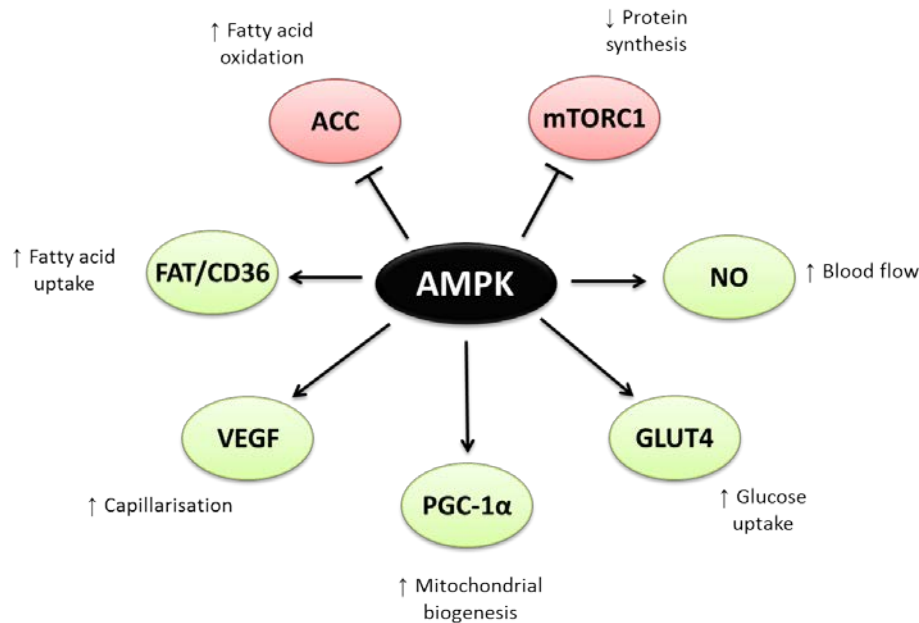 ↑ Fatty acid
oxidation
↓ Protein
synthesis
ACC
mTORC1
↑ Fatty acid
uptake
FAT/CD36
AMPK
NO
↑ Blood flow
VEGF
GLUT4
↑ Capillarisation
PGC-1α
↑ Glucose
uptake
↑ Mitochondrial
biogenesis